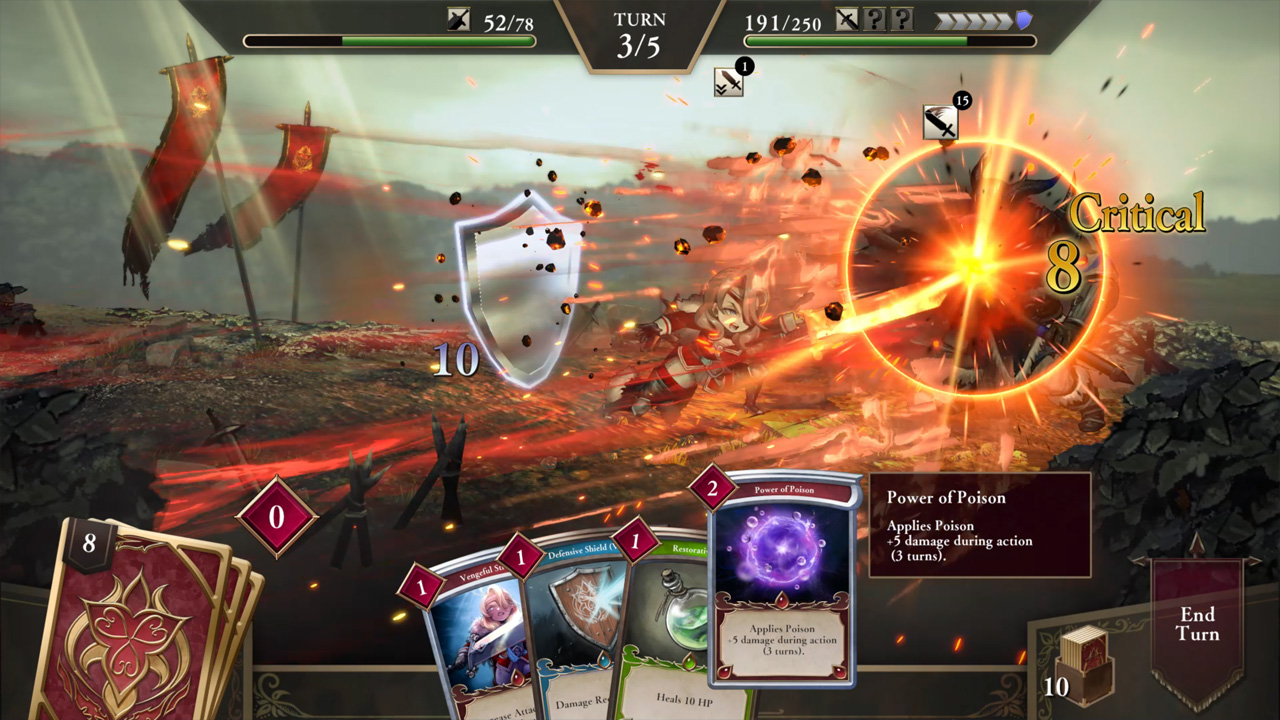 52/78
TURN
3/5
191/250
? ?
1
15
Critical
8
10
0
8
1
Vengeful
1
Defensive Shield
Damage
1
Heals 10 HP
2
Power of Poison
Applies Poison
+5 damage during action
(3 turns).
Power of Poison
Applies Poison
+5 damage during action
(3 turns).
10
End
Turn